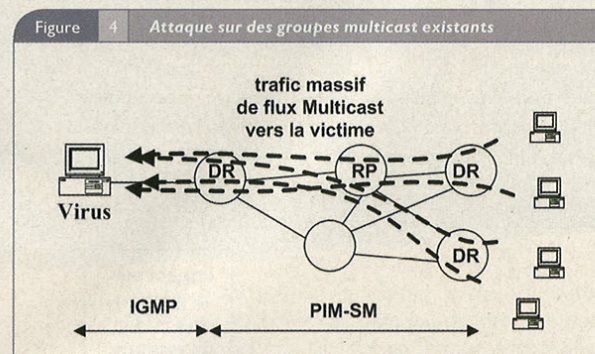 Figure 4 Attaque sur des groupes multicast existants
trafic massif
de flux Multicast
vers la victime
DR
RP
DR
Virus
DR
IGMP
PIM-SM